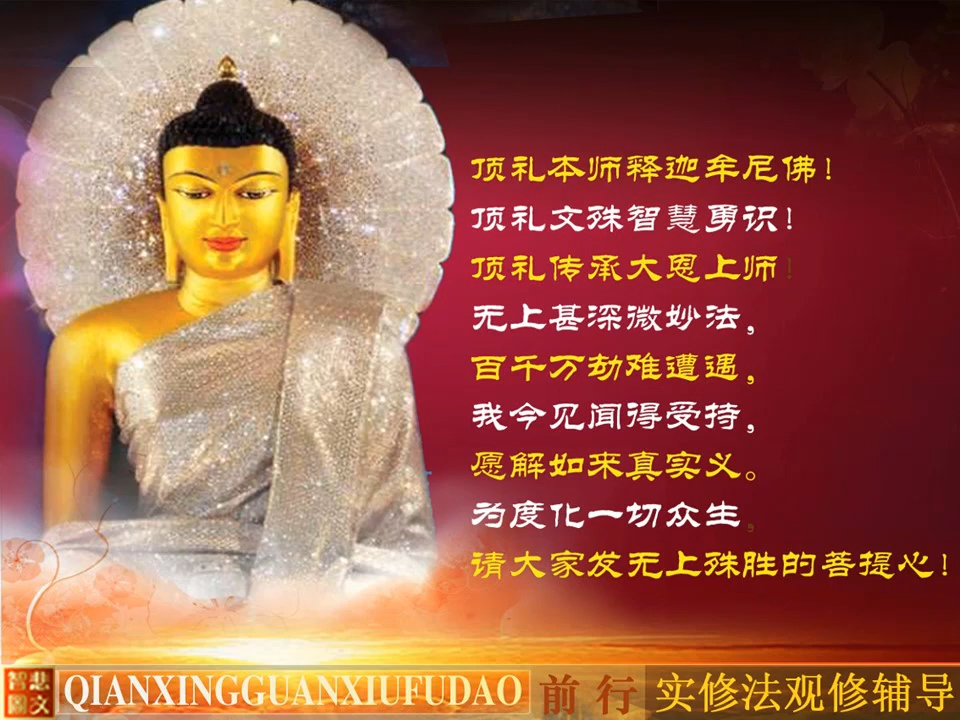 顶礼本师释迦牟尼佛!
顶礼文殊智慧勇识!
顶礼传承大恩上师!
无上甚深微妙法,
百千万劫难遭遇,
我今见闻得受持,
愿解如来真实义。
为度化一切众生,
请大家发无上殊胜的菩提心!
QIANXINGGUANXIUFUDAO 前行 实修法观修辅导